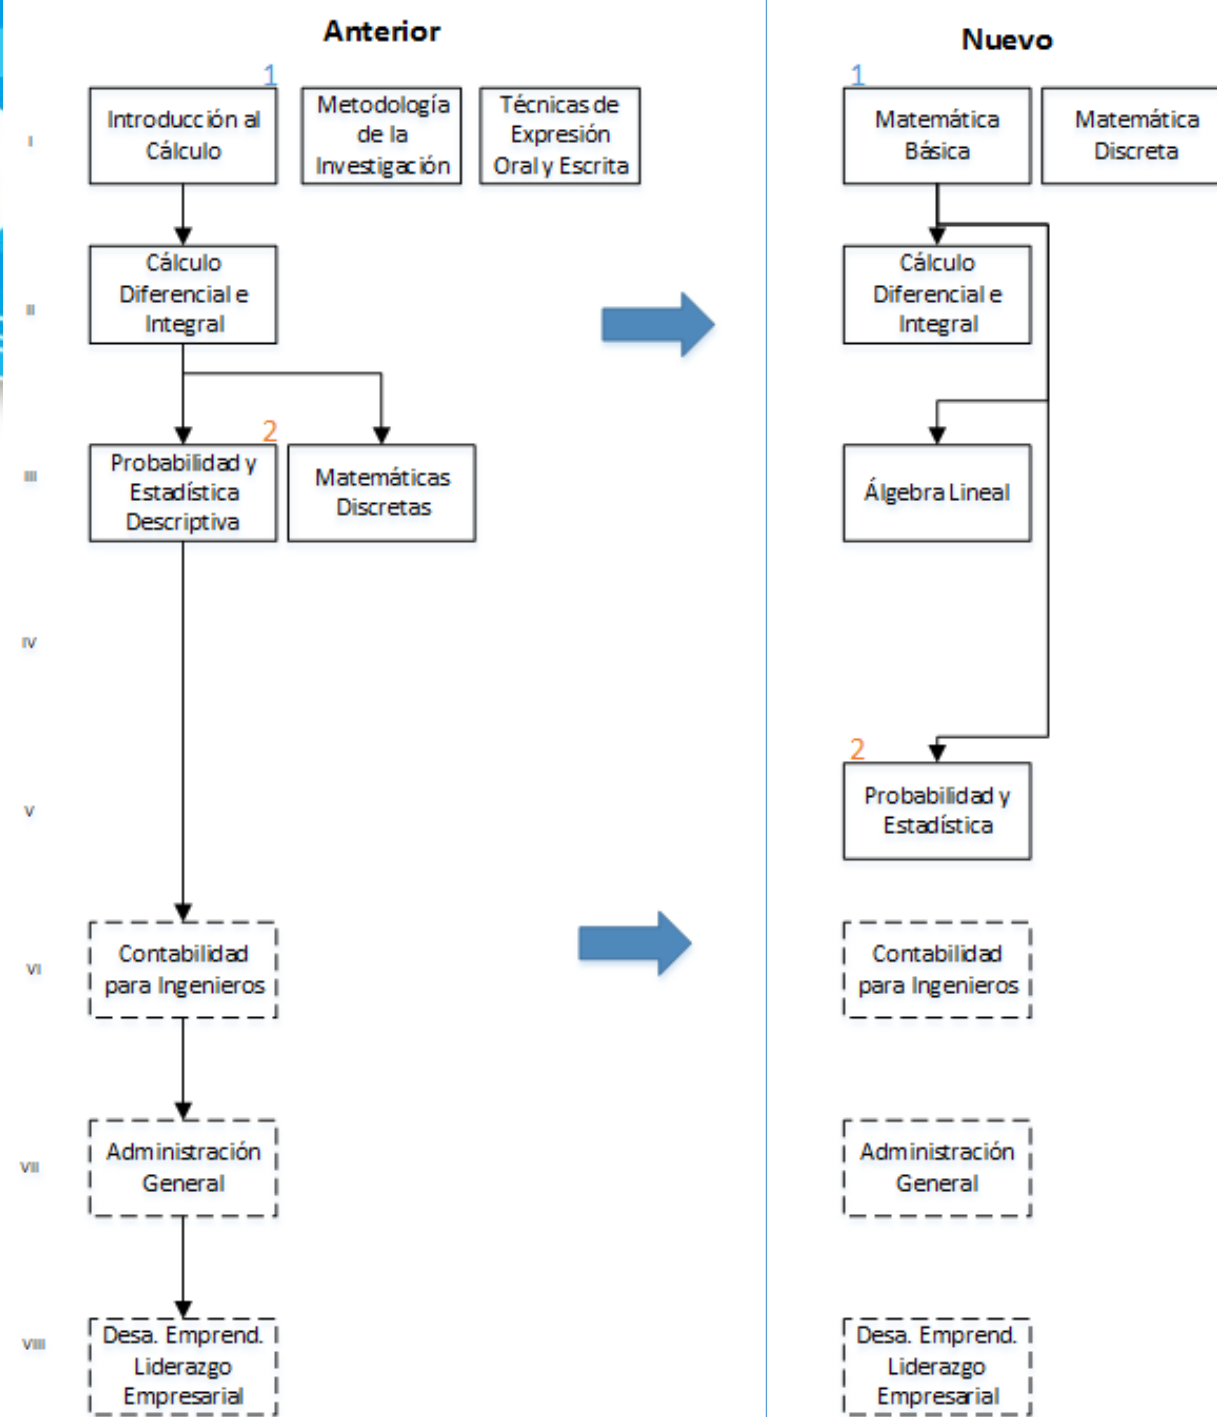 Anterior
Nuevo
1
1
I
Introducción al
Cálculo
Metodología
de la
Investigación
Técnicas de
Expresión
Oral y Escrita
Matemática
Básica
Matemática
Discreta
II
Cálculo
Diferencial e
Integral
Cálculo
Diferencial e
Integral
2
III
Probabilidad y
Estadística
Descriptiva
Matemáticas
Discretas
Álgebra Lineal
IV
2
V
Probabilidad y
Estadística
VI
Contabilidad
para Ingenieros
Contabilidad
para Ingenieros
VII
Administración
General
Administración
General
VIII
Desa. Emprend.
Liderazgo
Empresarial
Desa. Emprend.
Liderazgo
Empresarial